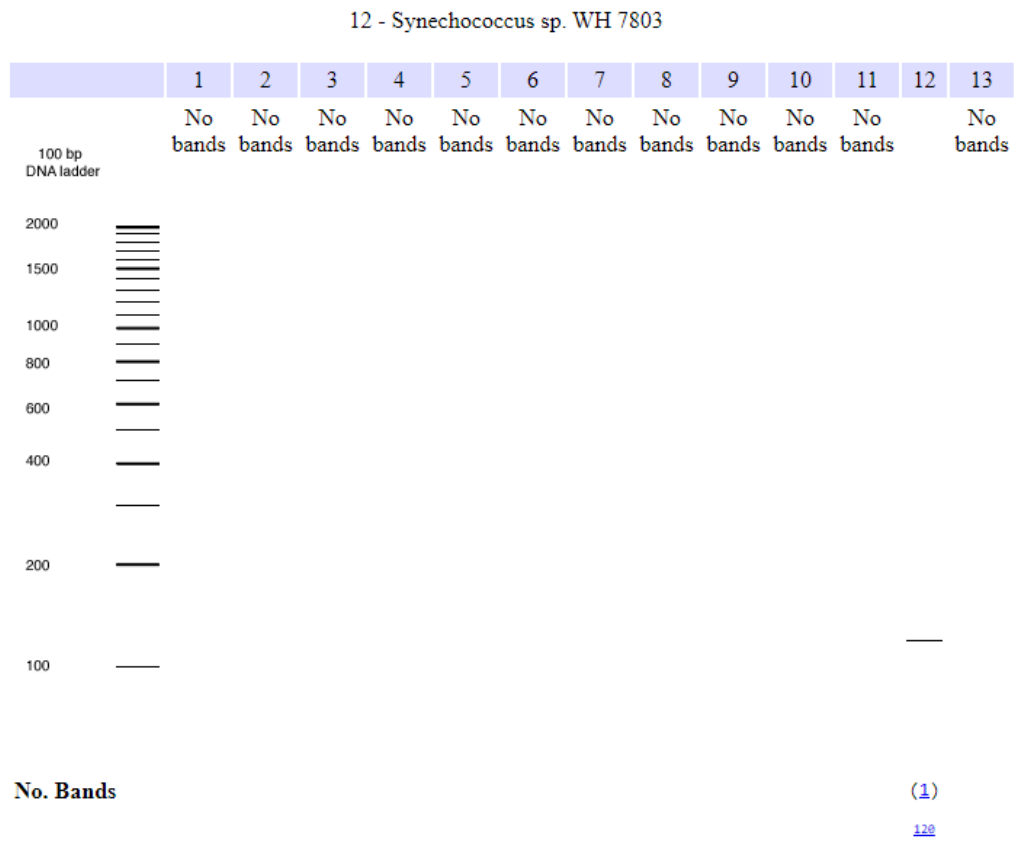 12 - Synechococcus sp. WH 7803
1 2 3 4 5 6 7 8 9 10 11 12 13
No No No No No No No No No No No No
bands bands bands bands bands bands bands bands bands bands bands bands
100 bp
DNA ladder
2000
1500
1000
800
600
400
200
100
No. Bands (1)
120